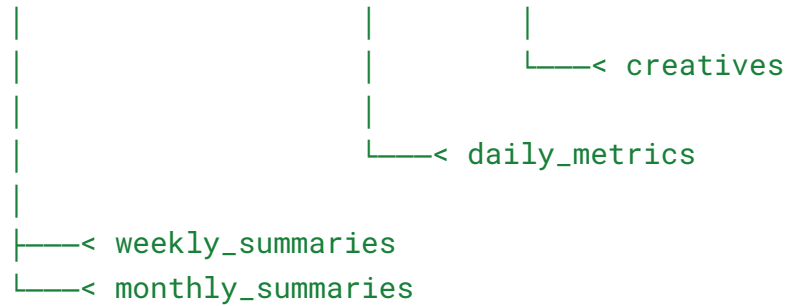 │                    │        │
│                    │        └───< creatives
│                    │
│                    └───< daily_metrics
│
├───< weekly_summaries
└───< monthly_summaries